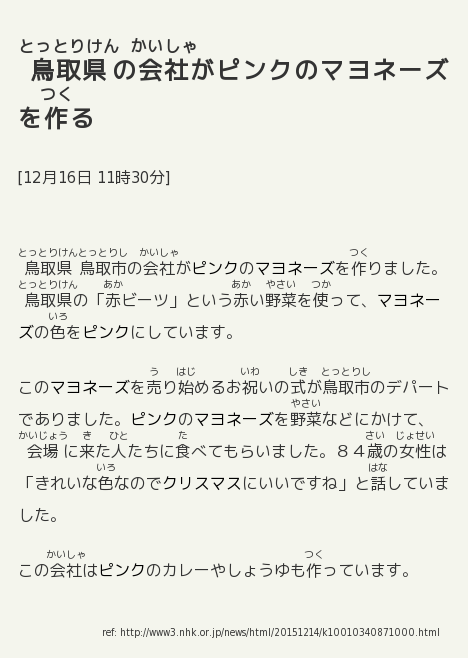 とっとりけん かいしゃ
鳥取県の会社がピンクのマヨネーズ
つく
を作る
[12月16日 11時30分]
とっとりけんとっとりし かいしゃ つく
鳥取県 鳥取市の会社がピンクのマヨネーズを作りました。
とっとりけん あか あか やさい つか
鳥取県の「赤ビーツ」という赤い野菜を使って、マヨネー
いろ
ズの色をピンクにしています。
う はじ いわ しき とっとりし
このマヨネーズを売り始めるお祝いの式が鳥取市のデパート
やさい
でありました。ピンクのマヨネーズを野菜などにかけて、
かいじょう き ひと た さい じょせい
会場に来た人たちに食べてもらいました。８４歳の女性は
いろ はな
「きれいな色なのでクリスマスにいいですね」と話していま
した。
かいしゃ つく
この会社はピンクのカレーやしょうゆも作っています。
ref: http://www3.nhk.or.jp/news/html/20151214/k10010340871000.html